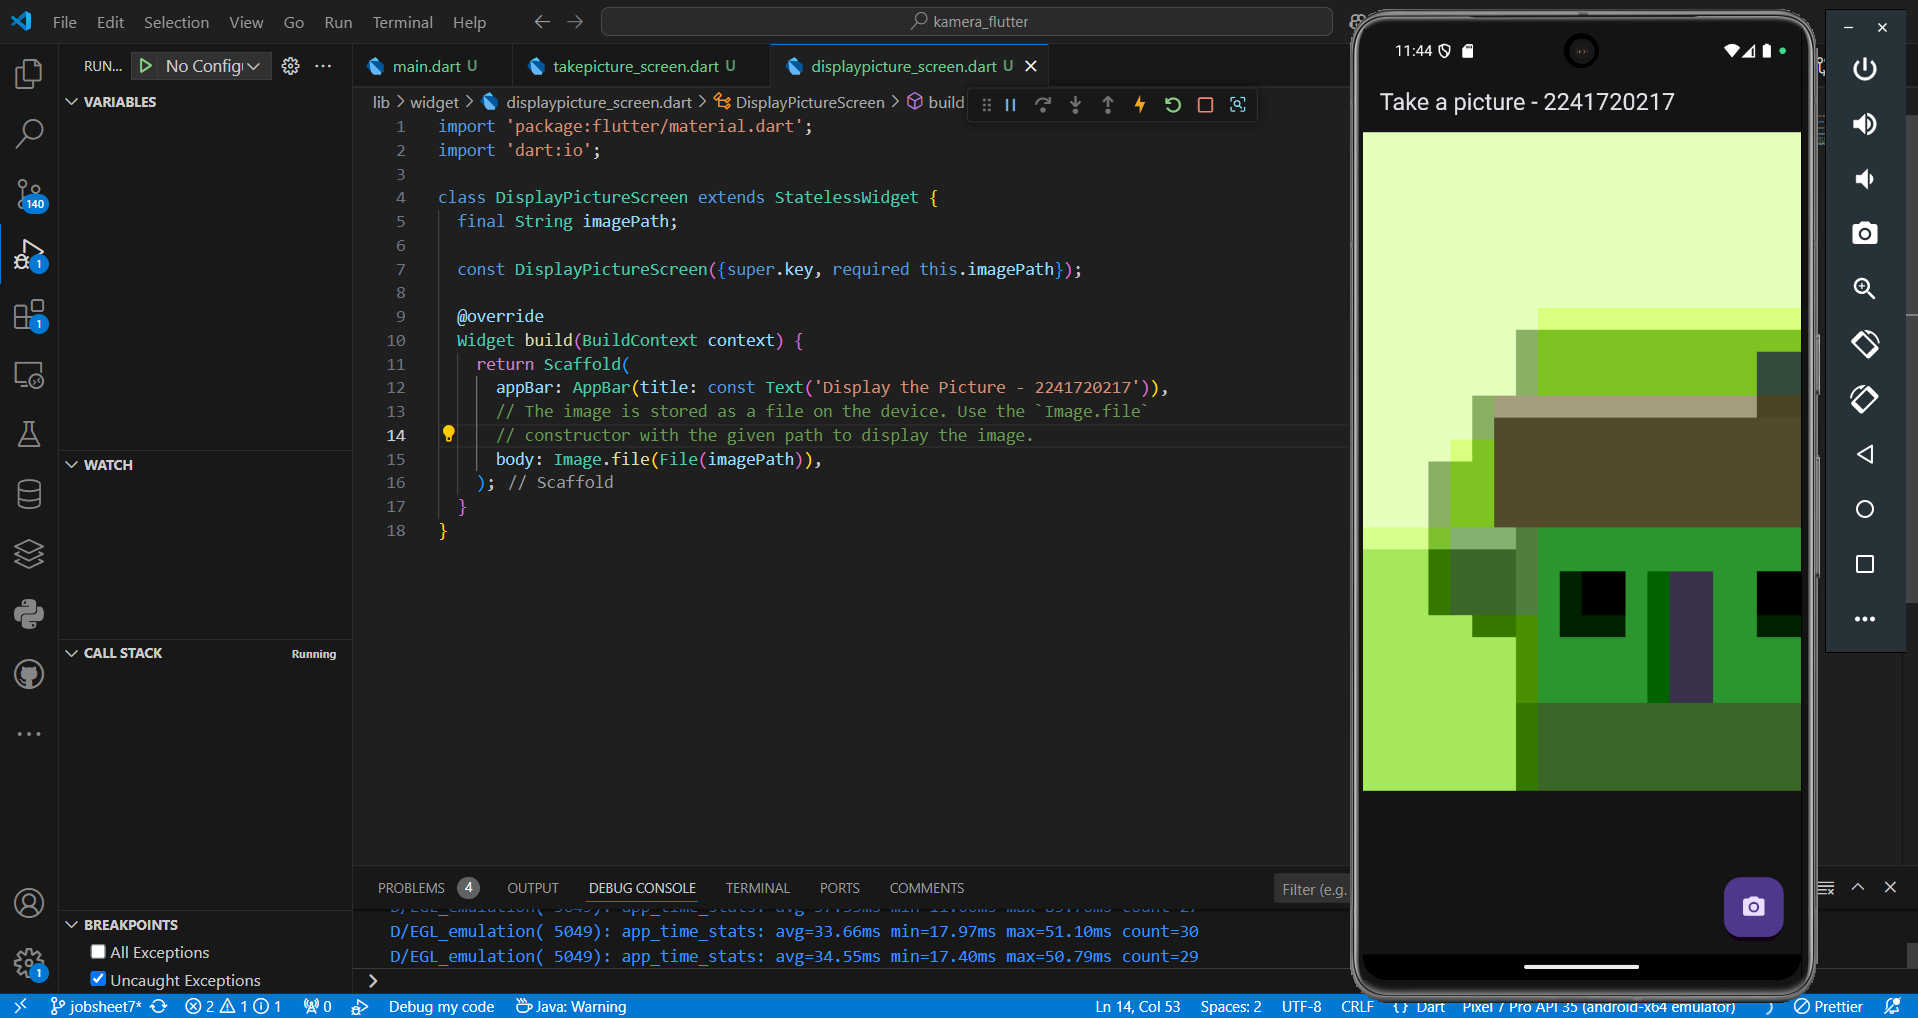 File Edit Selection View Go Run Terminal Help
kamera_flutter
RUN...
No Config
main.dart U
takepicture_screen.dart U
displaypicture_screen.dart U
lib > widget > displaypicture_screen.dart > DisplayPictureScreen > build
VARIABLES
WATCH
CALL STACK
Running
BREAKPOINTS
All Exceptions
Uncaught Exceptions
140
1
1
1
1 import 'package:flutter/material.dart';
2 import 'dart:io';
3
4 class DisplayPictureScreen extends StatelessWidget {
5 final String imagePath;
6
7 const DisplayPictureScreen({super.key, required this.imagePath});
8
9 @override
10 Widget build(BuildContext context) {
11 return Scaffold(
12 appBar: AppBar(title: const Text('Display the Picture - 2241720217')),
13 // The image is stored as a file on the device. Use the `Image.file`
14 // constructor with the given path to display the image.
15 body: Image.file(File(imagePath)),
16 ); // Scaffold
17 }
18 }
PROBLEMS 4 OUTPUT DEBUG CONSOLE TERMINAL PORTS COMMENTS
Filter (e.g.
D/EGL_emulation( 5049): app_time_stats: avg=33.66ms min=17.97ms max=51.10ms count=30
D/EGL_emulation( 5049): app_time_stats: avg=34.55ms min=17.40ms max=50.79ms count=29
>
11:44
Take a picture - 2241720217
jobsheet7* 2 1 1 0 Debug my code Java: Warning
Ln 14, Col 53 Spaces: 2 UTF-8 CRLF {} Dart Pixel 7 Pro API 35 (android-x64 emulator) Prettier